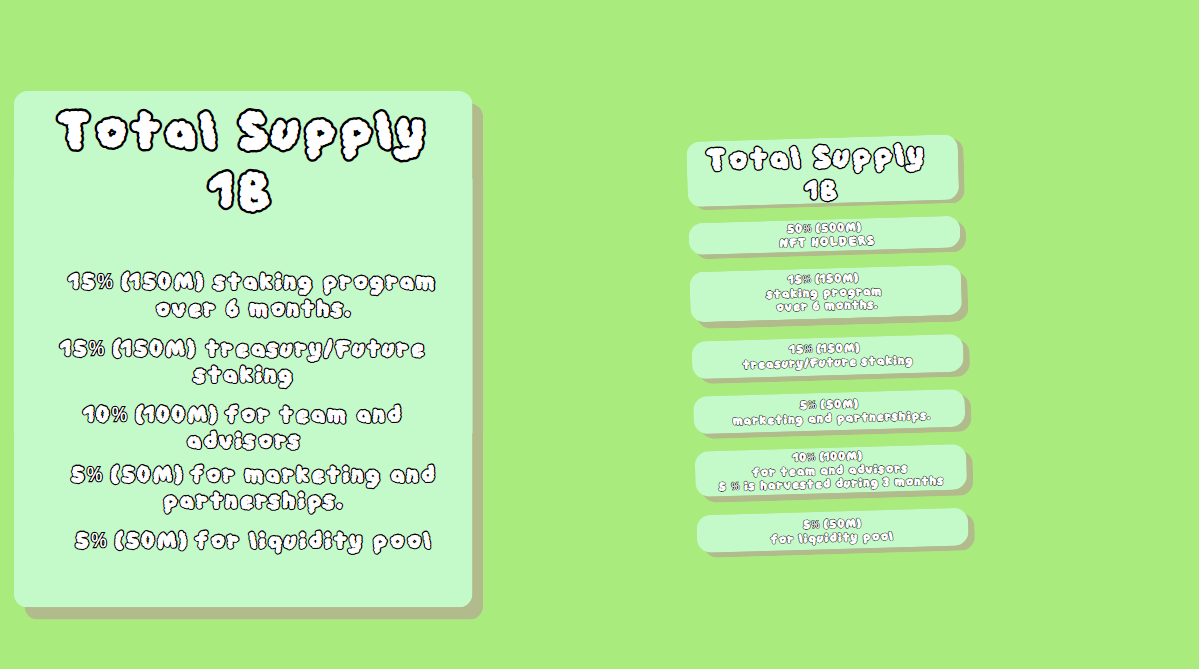 Total Supply
1B
15% (150M) staking program
over 6 months.
15% (150M) treasury/Future
staking
10% (100M) for team and
advisors
5% (50M) for marketing and
partnerships.
5% (50M) for liquidity pool
Total Supply
1B
50% (500M)
NFT HOLDERS
15% (150M)
staking program
over 6 months.
15% (150M)
treasury/Future staking
5% (50M)
marketing and partnerships.
10% (100M)
for team and advisors
5 % is harvested during 3 months
5% (50M)
for liquidity pool